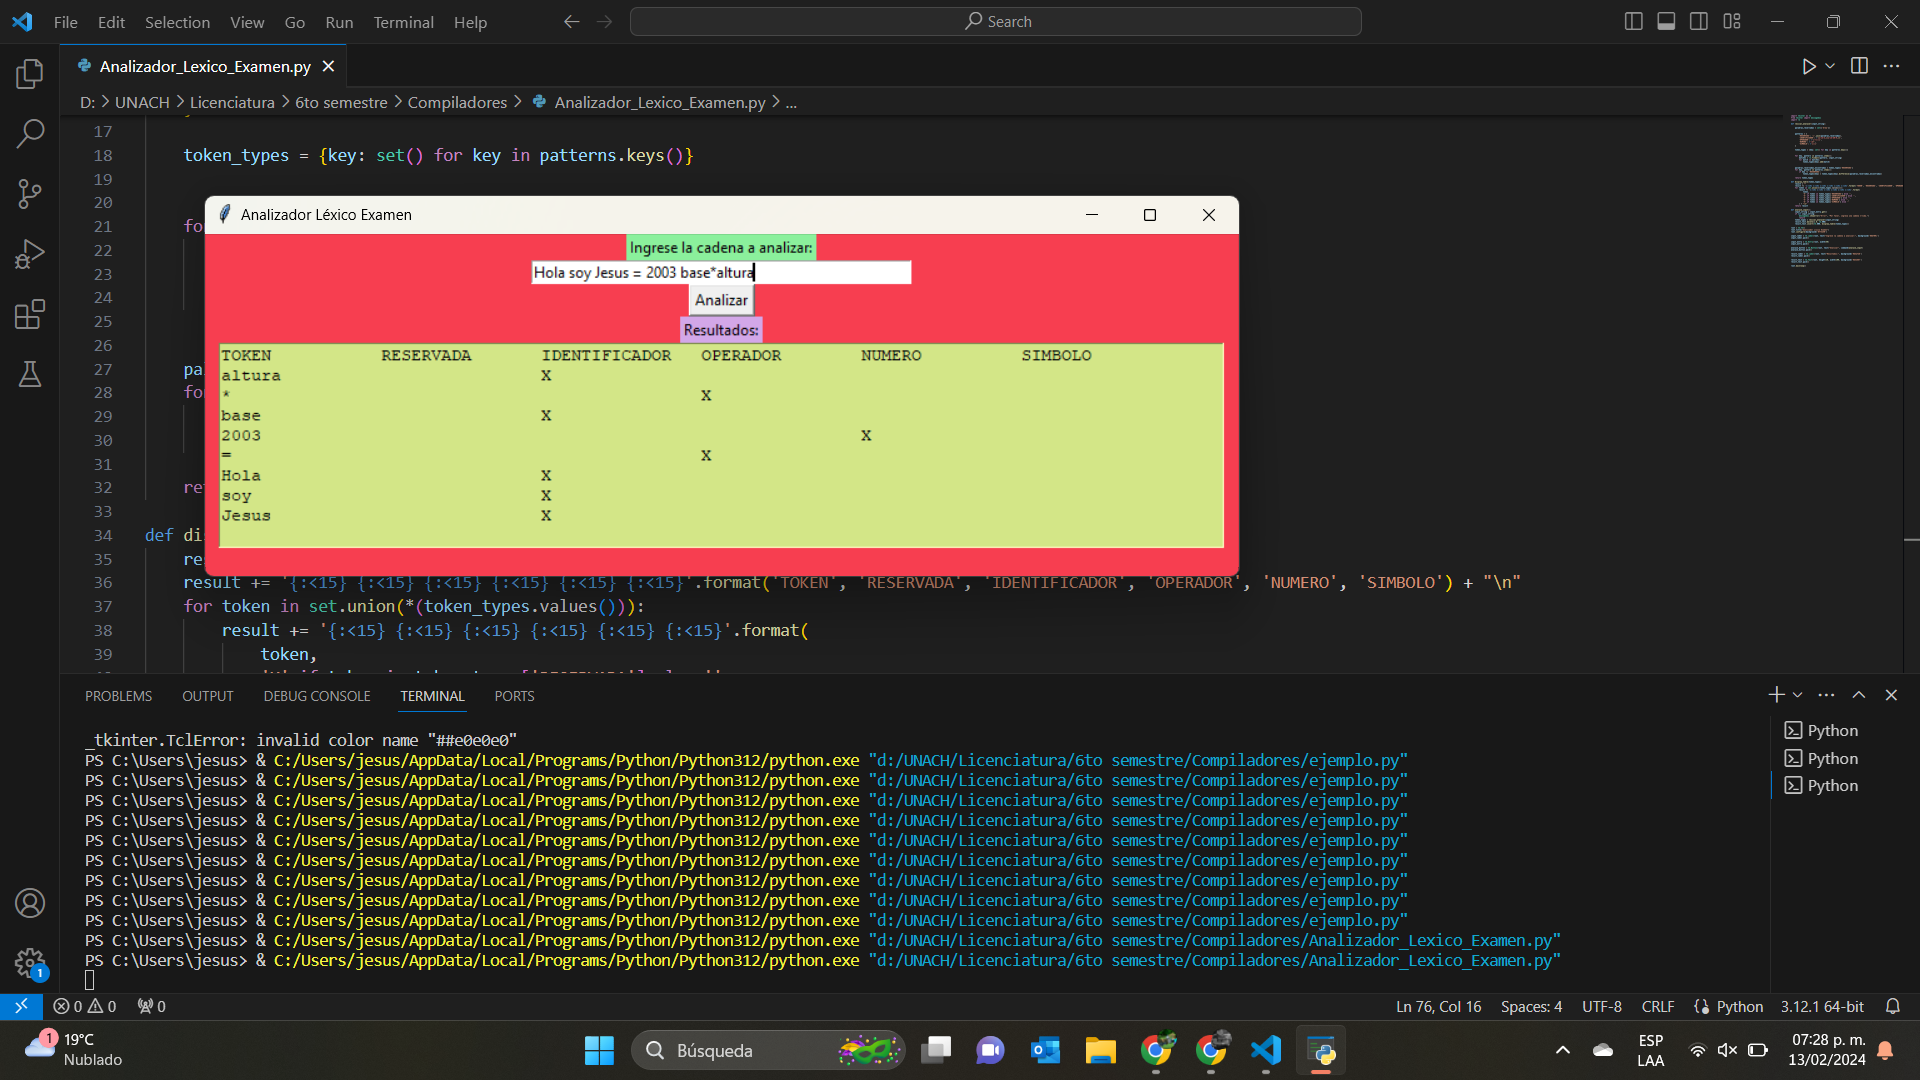 File Edit Selection View Go Run Terminal Help Search
Analizador_Lexico_Examen.py
D: > UNACH > Licenciatura > 6to semestre > Compiladores > Analizador_Lexico_Examen.py > ...
17
18 token_types = {key: set() for key in patterns.keys()}
19
20
21 fo
22
23
24
25
26
27 pa
28 fo
29
30
31
32 re
33
34 def di
35 re
36 result += '{:<15} {:<15} {:<15} {:<15} {:<15} {:<15}'.format('TOKEN', 'RESERVADA', 'IDENTIFICADOR', 'OPERADOR', 'NUMERO', 'SIMBOLO') + "\n"
37 for token in set.union(*(token_types.values())):
38 result += '{:<15} {:<15} {:<15} {:<15} {:<15} {:<15}'.format(
39 token,
Analizador Léxico Examen
Ingrese la cadena a analizar:
Hola soy Jesus = 2003 base*altura
Analizar
Resultados:
TOKEN RESERVADA IDENTIFICADOR OPERADOR NUMERO SIMBOLO
altura X
* X
base X
2003 X
= X
Hola X
soy X
Jesus X
PROBLEMS OUTPUT DEBUG CONSOLE TERMINAL PORTS
_tkinter.TclError: invalid color name "##e0e0e0"
PS C:\Users\jesus> & C:/Users/jesus/AppData/Local/Programs/Python/Python312/python.exe "d:/UNACH/Licenciatura/6to semestre/Compiladores/ejemplo.py"
PS C:\Users\jesus> & C:/Users/jesus/AppData/Local/Programs/Python/Python312/python.exe "d:/UNACH/Licenciatura/6to semestre/Compiladores/ejemplo.py"
PS C:\Users\jesus> & C:/Users/jesus/AppData/Local/Programs/Python/Python312/python.exe "d:/UNACH/Licenciatura/6to semestre/Compiladores/ejemplo.py"
PS C:\Users\jesus> & C:/Users/jesus/AppData/Local/Programs/Python/Python312/python.exe "d:/UNACH/Licenciatura/6to semestre/Compiladores/ejemplo.py"
PS C:\Users\jesus> & C:/Users/jesus/AppData/Local/Programs/Python/Python312/python.exe "d:/UNACH/Licenciatura/6to semestre/Compiladores/ejemplo.py"
PS C:\Users\jesus> & C:/Users/jesus/AppData/Local/Programs/Python/Python312/python.exe "d:/UNACH/Licenciatura/6to semestre/Compiladores/ejemplo.py"
PS C:\Users\jesus> & C:/Users/jesus/AppData/Local/Programs/Python/Python312/python.exe "d:/UNACH/Licenciatura/6to semestre/Compiladores/ejemplo.py"
PS C:\Users\jesus> & C:/Users/jesus/AppData/Local/Programs/Python/Python312/python.exe "d:/UNACH/Licenciatura/6to semestre/Compiladores/ejemplo.py"
PS C:\Users\jesus> & C:/Users/jesus/AppData/Local/Programs/Python/Python312/python.exe "d:/UNACH/Licenciatura/6to semestre/Compiladores/ejemplo.py"
PS C:\Users\jesus> & C:/Users/jesus/AppData/Local/Programs/Python/Python312/python.exe "d:/UNACH/Licenciatura/6to semestre/Compiladores/Analizador_Lexico_Examen.py"
PS C:\Users\jesus> & C:/Users/jesus/AppData/Local/Programs/Python/Python312/python.exe "d:/UNACH/Licenciatura/6to semestre/Compiladores/Analizador_Lexico_Examen.py"
Python
Python
Python
1
0 0 0 Ln 76, Col 16 Spaces: 4 UTF-8 CRLF Python 3.12.1 64-bit
1 19°C
Nublado
Búsqueda
ESP
LAA
07:28 p. m.
13/02/2024